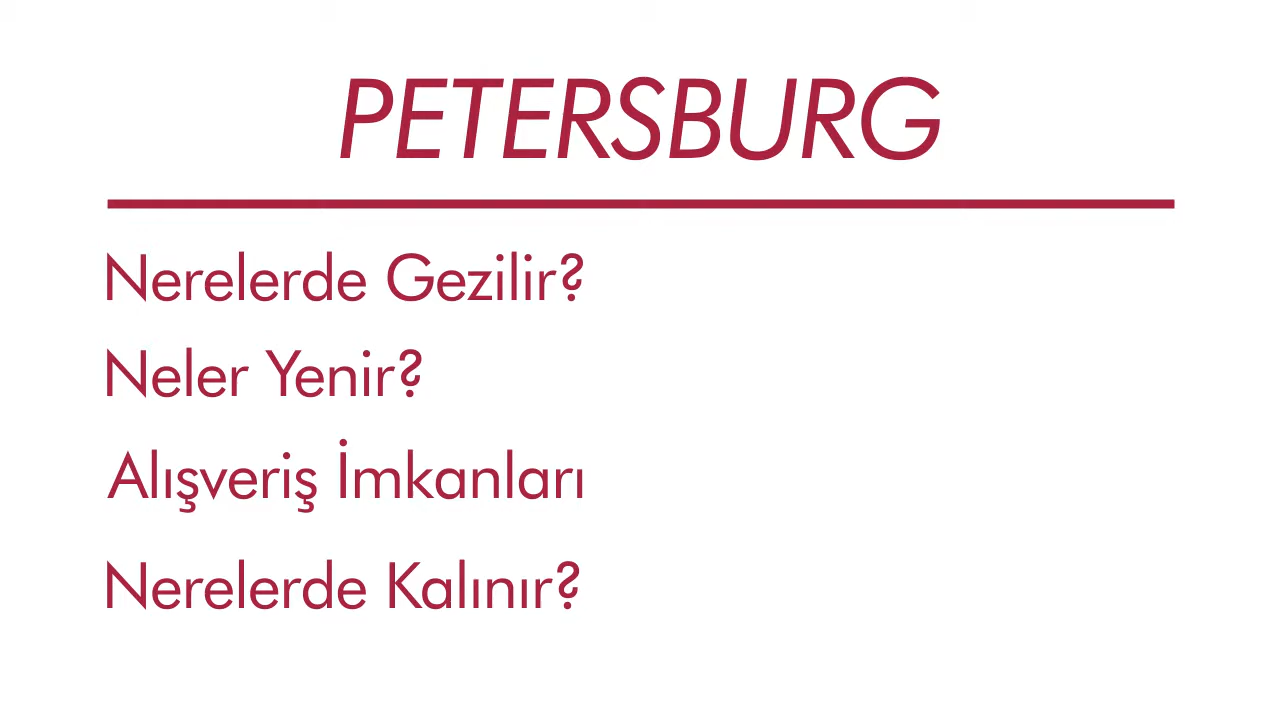 PETERSBURG
Nerelerde Gezilir?
Neler Yenir?
Alışveriş İmkanları
Nerelerde Kalınır?